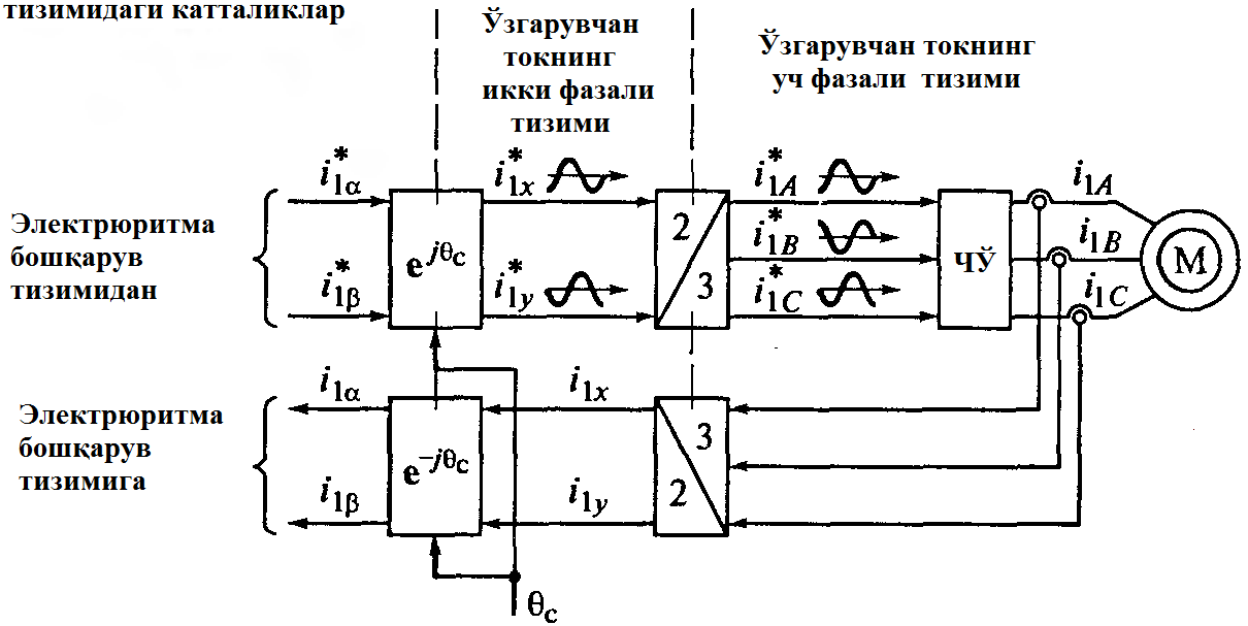 тизимидаги катталиклар
Ўзгарувчан
токнинг
икки фазали
тизими
Ўзгарувчан токнинг
уч фазали тизими
Электрюритма
бошқарув
тизимидан
i*1α
i*1β
e^jθc
i*1x
i*1y
2
3
i*1A
i*1B
i*1C
ЧЎ
i1A
i1B
i1C
М
Электрюритма
бошқарув
тизимига
i1α
i1β
e^−jθc
i1x
i1y
3
2
θc